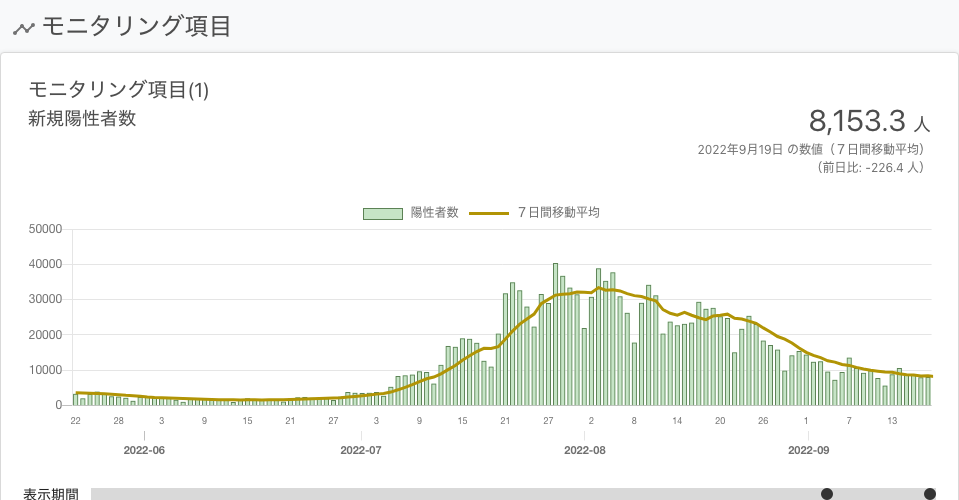 モニタリング項目
モニタリング項目(1)
新規陽性者数
8,153.3 人
2022年9月19日 の数値（７日間移動平均）
（前日比: -226.4 人）
陽性者数 ７日間移動平均
50000
40000
30000
20000
10000
0
22 28 3 9 15 21 27 3 9 15 21 27 2 8 14 20 26 1 7 13
2022-06 2022-07 2022-08 2022-09
表示期間